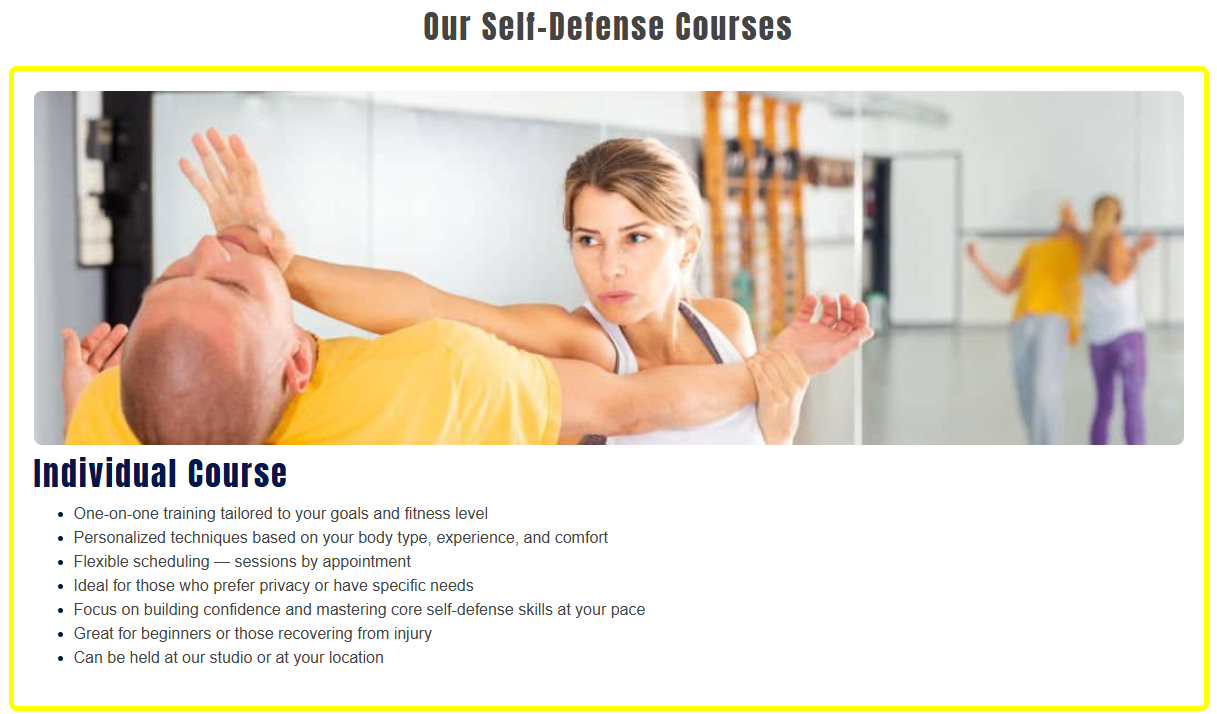 Our Self-Defense Courses
Individual Course
One-on-one training tailored to your goals and fitness level
Personalized techniques based on your body type, experience, and comfort
Flexible scheduling — sessions by appointment
Ideal for those who prefer privacy or have specific needs
Focus on building confidence and mastering core self-defense skills at your pace
Great for beginners or those recovering from injury
Can be held at our studio or at your location